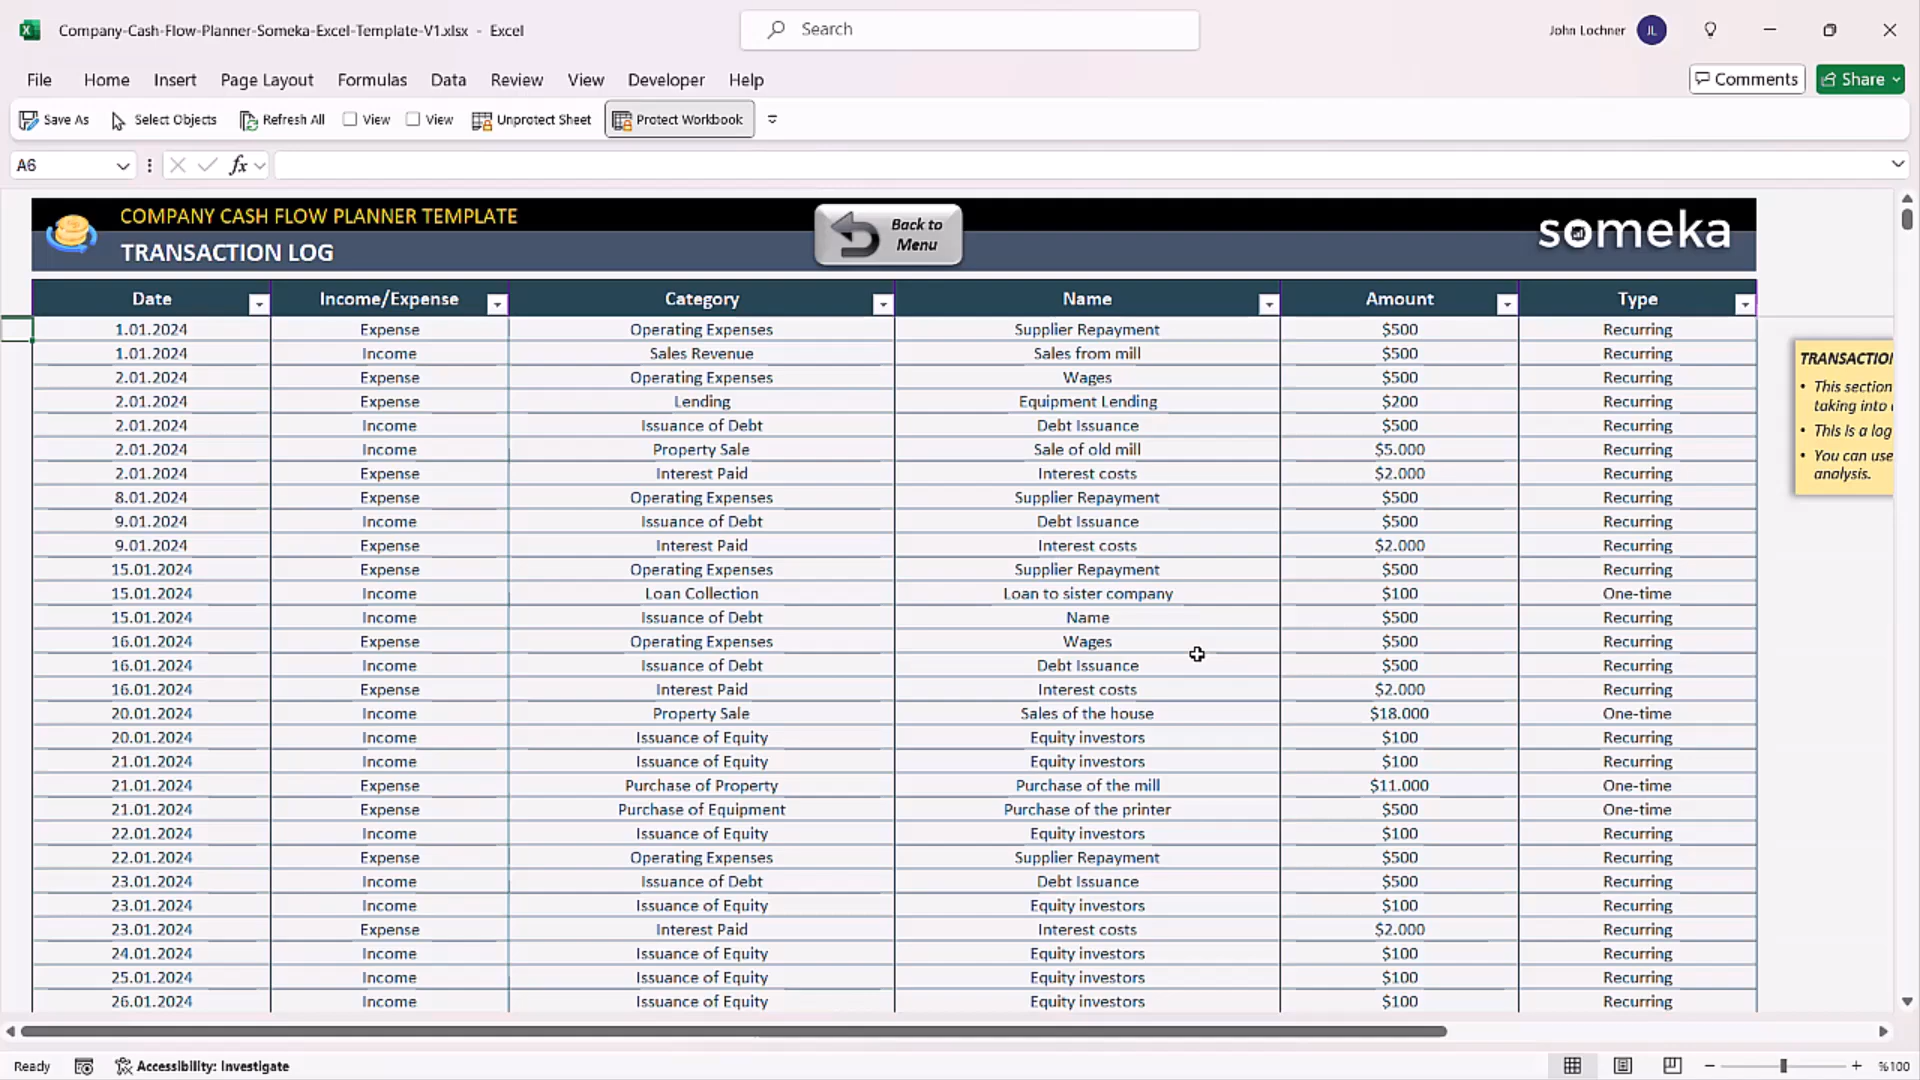 Company-Cash-Flow-Planner-Someka-Excel-Template-V1.xlsx - Excel
Search
John Lochner JL
File Home Insert Page Layout Formulas Data Review View Developer Help
Comments Share
Save As Select Objects Refresh All View View Unprotect Sheet Protect Workbook
A6 fx
COMPANY CASH FLOW PLANNER TEMPLATE
TRANSACTION LOG
Back to
Menu
someka
Date Income/Expense Category Name Amount Type
1.01.2024 Expense Operating Expenses Supplier Repayment $500 Recurring
1.01.2024 Income Sales Revenue Sales from mill $500 Recurring
2.01.2024 Expense Operating Expenses Wages $500 Recurring
2.01.2024 Expense Lending Equipment Lending $200 Recurring
2.01.2024 Income Issuance of Debt Debt Issuance $500 Recurring
2.01.2024 Income Property Sale Sale of old mill $5.000 Recurring
2.01.2024 Expense Interest Paid Interest costs $2.000 Recurring
8.01.2024 Expense Operating Expenses Supplier Repayment $500 Recurring
9.01.2024 Income Issuance of Debt Debt Issuance $500 Recurring
9.01.2024 Expense Interest Paid Interest costs $2.000 Recurring
15.01.2024 Expense Operating Expenses Supplier Repayment $500 Recurring
15.01.2024 Income Loan Collection Loan to sister company $100 One-time
15.01.2024 Income Issuance of Debt Name $500 Recurring
16.01.2024 Expense Operating Expenses Wages $500 Recurring
16.01.2024 Income Issuance of Debt Debt Issuance $500 Recurring
16.01.2024 Expense Interest Paid Interest costs $2.000 Recurring
20.01.2024 Income Property Sale Sales of the house $18.000 One-time
20.01.2024 Income Issuance of Equity Equity investors $100 Recurring
21.01.2024 Income Issuance of Equity Equity investors $100 Recurring
21.01.2024 Expense Purchase of Property Purchase of the mill $11.000 One-time
21.01.2024 Expense Purchase of Equipment Purchase of the printer $500 One-time
22.01.2024 Income Issuance of Equity Equity investors $100 Recurring
22.01.2024 Expense Operating Expenses Supplier Repayment $500 Recurring
23.01.2024 Income Issuance of Debt Debt Issuance $500 Recurring
23.01.2024 Income Issuance of Equity Equity investors $100 Recurring
23.01.2024 Expense Interest Paid Interest costs $2.000 Recurring
24.01.2024 Income Issuance of Equity Equity investors $100 Recurring
25.01.2024 Income Issuance of Equity Equity investors $100 Recurring
26.01.2024 Income Issuance of Equity Equity investors $100 Recurring
TRANSACTION
• This section
taking into
• This is a log
• You can use
analysis.
Ready Accessibility: Investigate %100